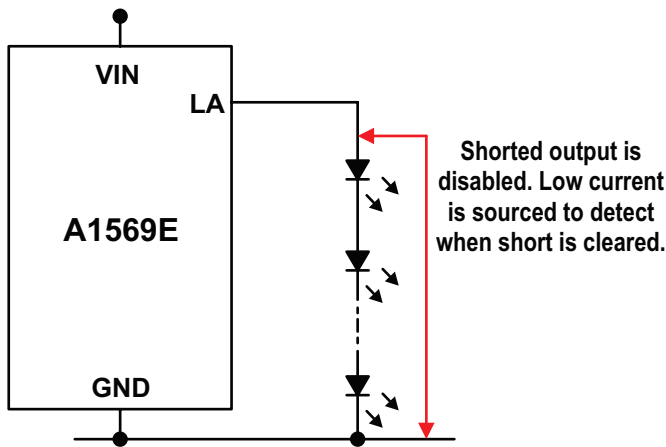 VIN
LA
A1569E
GND
Shorted output is
disabled. Low current
is sourced to detect
when short is cleared.